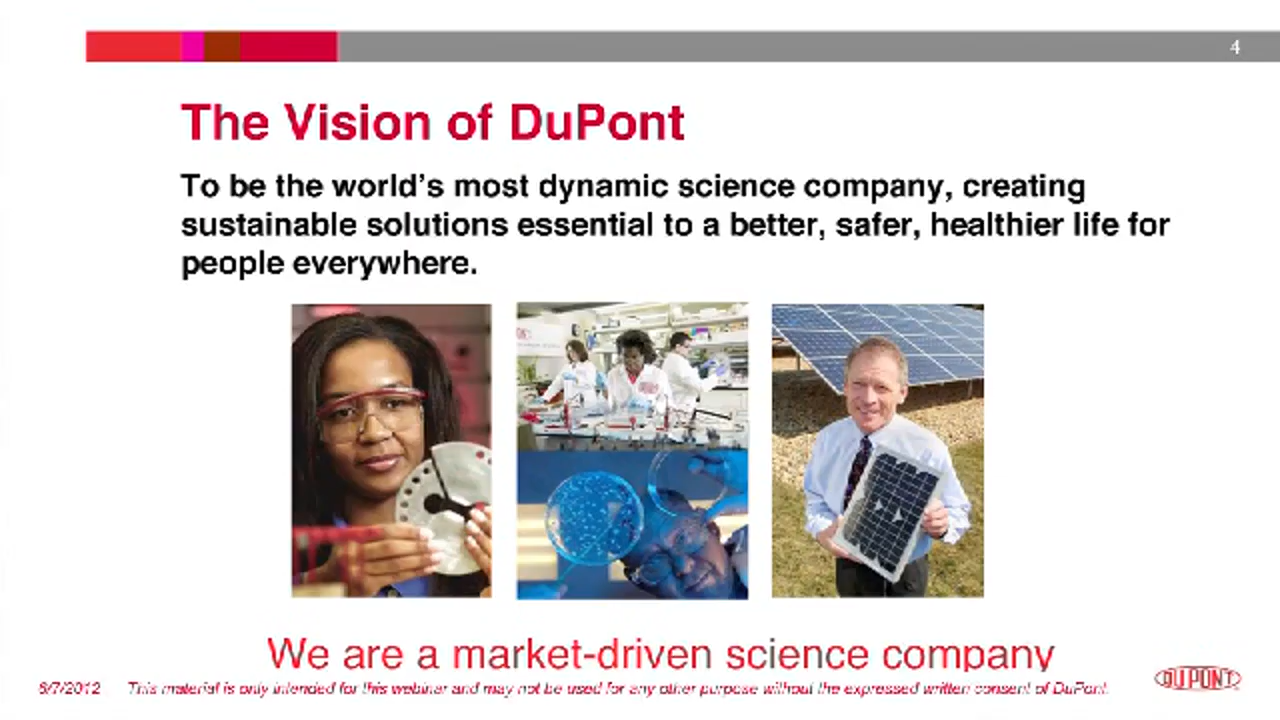 4
The Vision of DuPont
To be the world's most dynamic science company, creating
sustainable solutions essential to a better, safer, healthier life for
people everywhere.
We are a market-driven science company
6/7/2012 This material is only intended for this webinar and may not be used for any other purpose without the expressed written consent of DuPont.
DUPONT